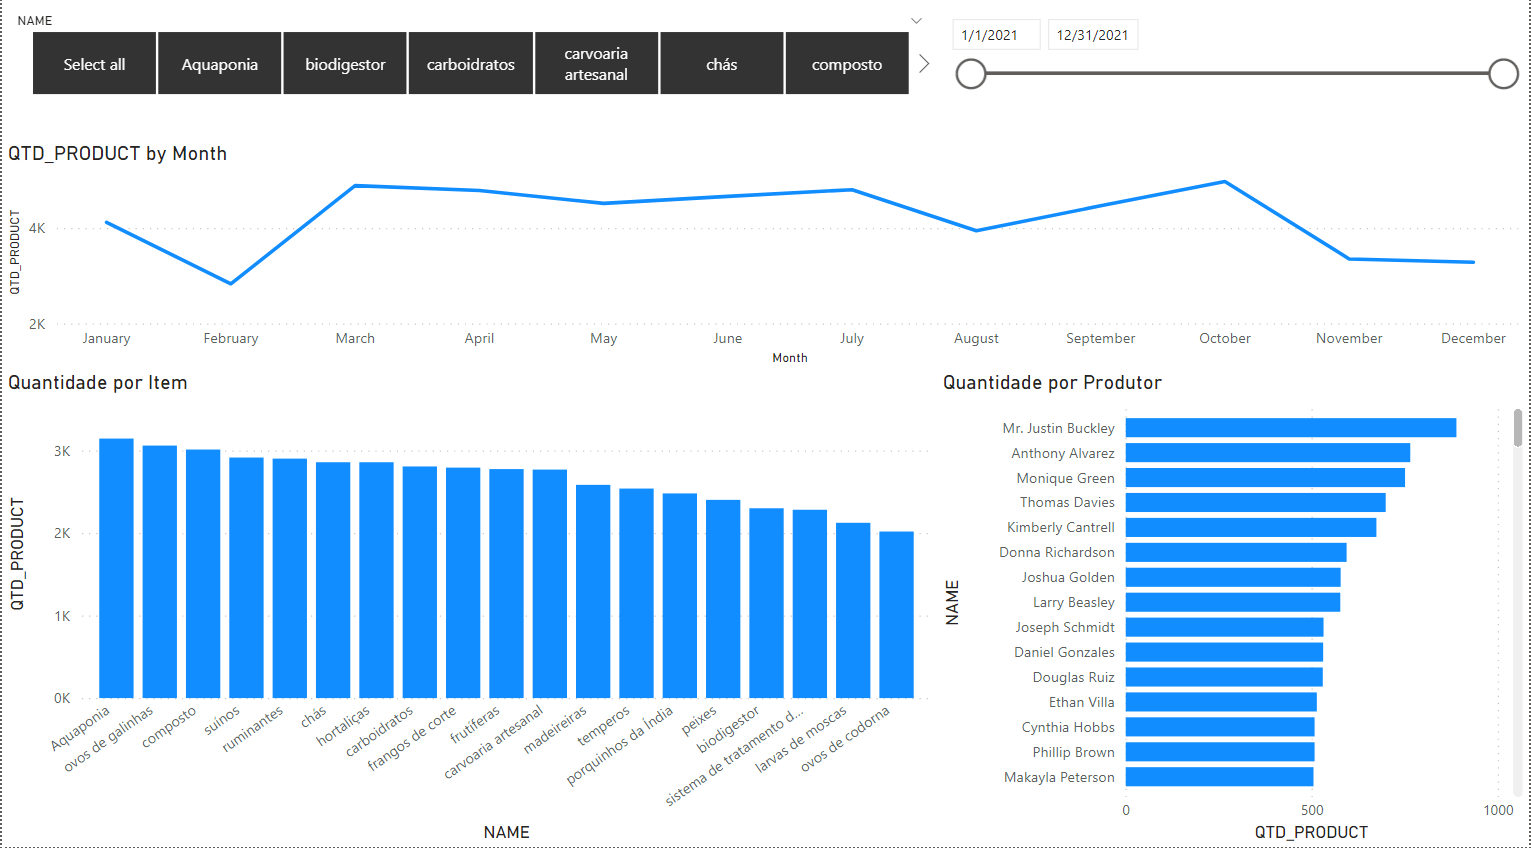 NAME
Select all
Aquaponia
biodigestor
carboidratos
carvoaria
artesanal
chás
composto
1/1/2021
12/31/2021
QTD_PRODUCT by Month
QTD_PRODUCT
4K
2K
January
February
March
April
May
June
July
August
September
October
November
December
Month
Quantidade por Item
QTD_PRODUCT
3K
2K
1K
0K
Aquaponia
ovos de galinhas
composto
suínos
ruminantes
chás
hortaliças
carboidratos
frangos de corte
frutíferas
carvoaria artesanal
madeireiras
temperos
porquinhos da Índia
peixes
biodigestor
sistema de tratamento d...
larvas de moscas
ovos de codorna
NAME
Quantidade por Produtor
NAME
Mr. Justin Buckley
Anthony Alvarez
Monique Green
Thomas Davies
Kimberly Cantrell
Donna Richardson
Joshua Golden
Larry Beasley
Joseph Schmidt
Daniel Gonzales
Douglas Ruiz
Ethan Villa
Cynthia Hobbs
Phillip Brown
Makayla Peterson
0
500
1000
QTD_PRODUCT